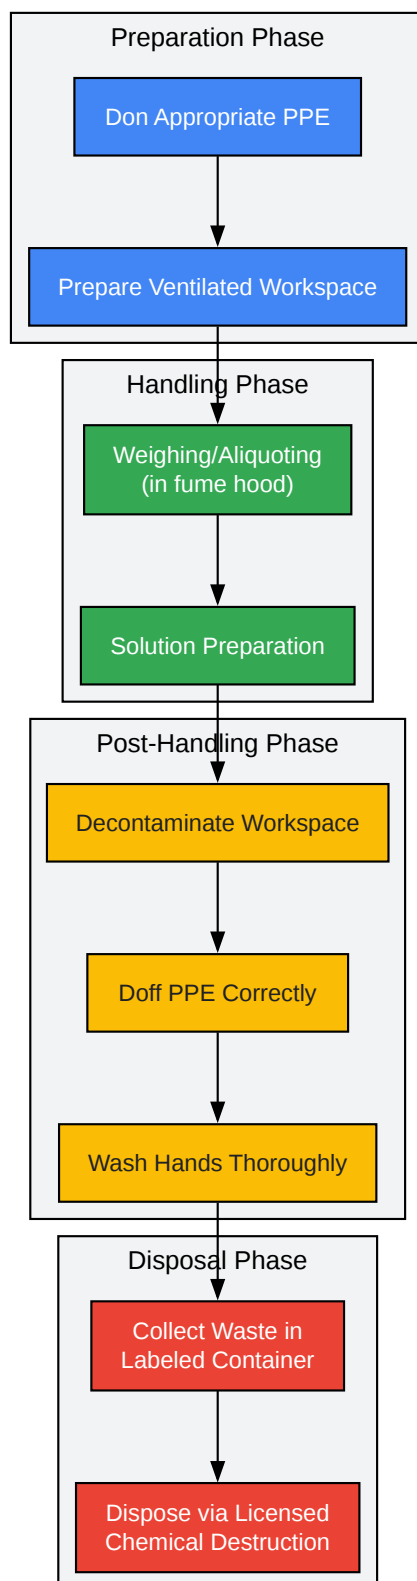 Preparation Phase
Don Appropriate PPE
Prepare Ventilated Workspace
Handling Phase
Weighing/Aliquoting
(in fume hood)
Solution Preparation
Post-Handling Phase
Decontaminate Workspace
Doff PPE Correctly
Wash Hands Thoroughly
Disposal Phase
Collect Waste in
Labeled Container
Dispose via Licensed
Chemical Destruction